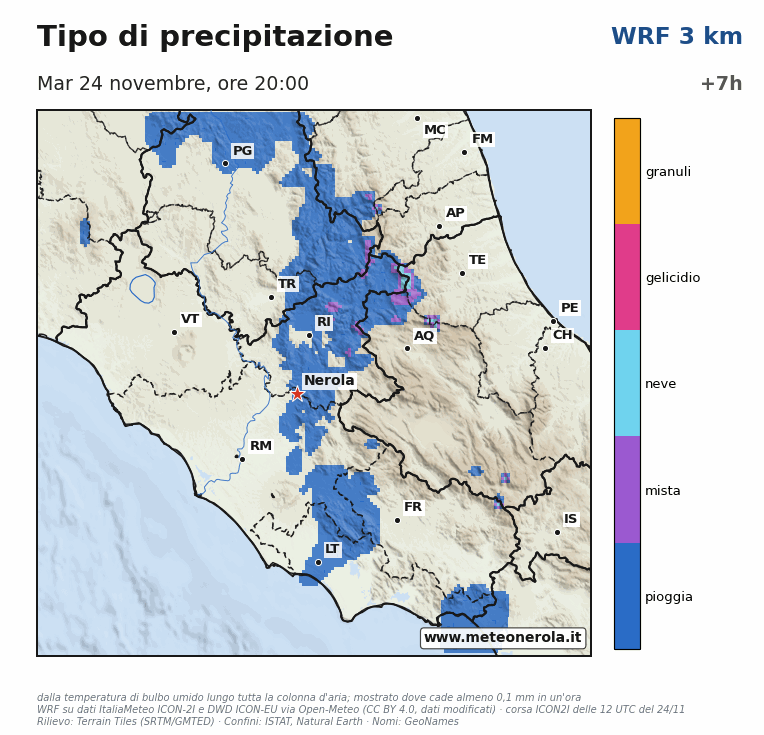 Tipo di precipitazione
WRF 3 km
Mar 24 novembre, ore 20:00
+7h
MC
FM
PG
AP
TE
TR
PE
VT
RI
CH
AQ
Nerola
RM
FR
IS
LT
www.meteonerola.it
granuli
gelicidio
neve
mista
pioggia
dalla temperatura di bulbo umido lungo tutta la colonna d'aria; mostrato dove cade almeno 0,1 mm in un'ora
WRF su dati ItaliaMeteo ICON-2I e DWD ICON-EU via Open-Meteo (CC BY 4.0, dati modificati) · corsa ICON2I delle 12 UTC del 24/11
Rilievo: Terrain Tiles (SRTM/GMTED) · Confini: ISTAT, Natural Earth · Nomi: GeoNames